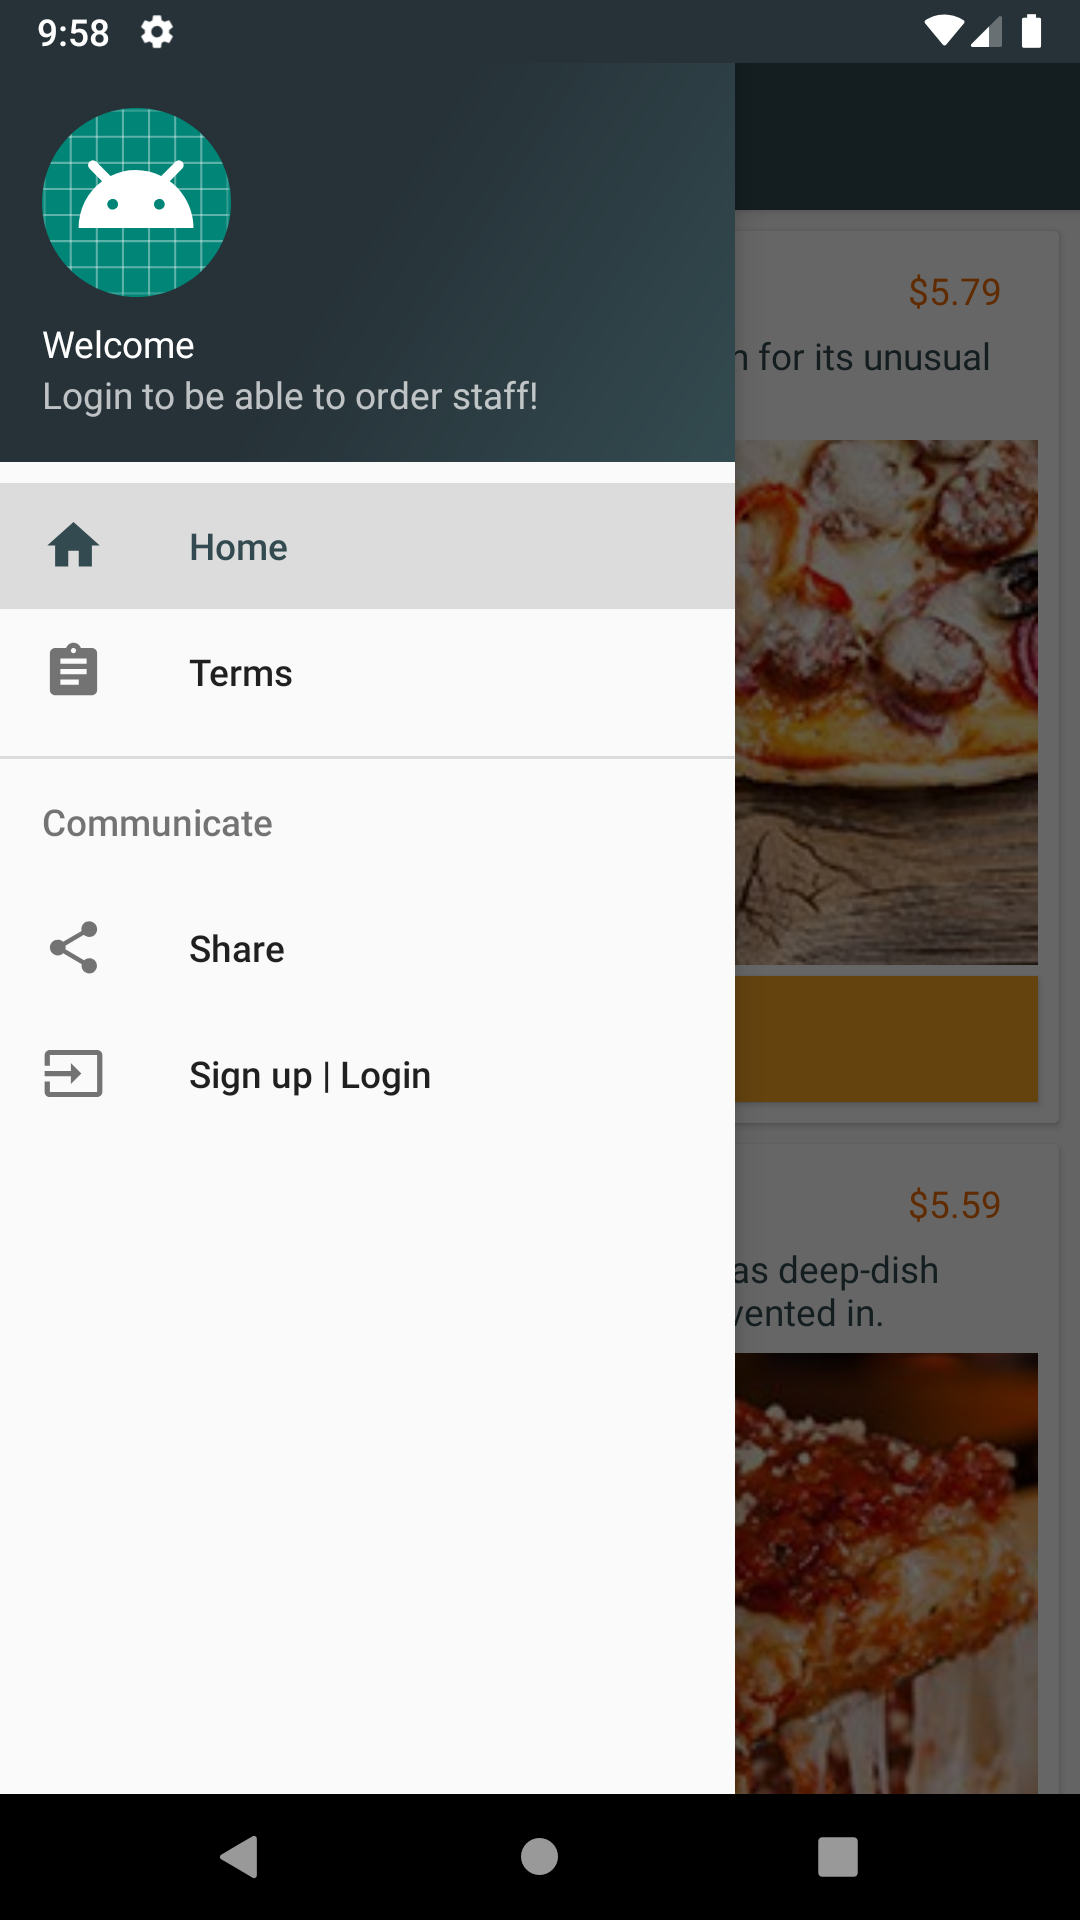 9:58
Welcome
Login to be able to order staff!
Home
Terms
Communicate
Share
Sign up | Login
$5.79
for its unusual
$5.59
as deep-dish
vented in.